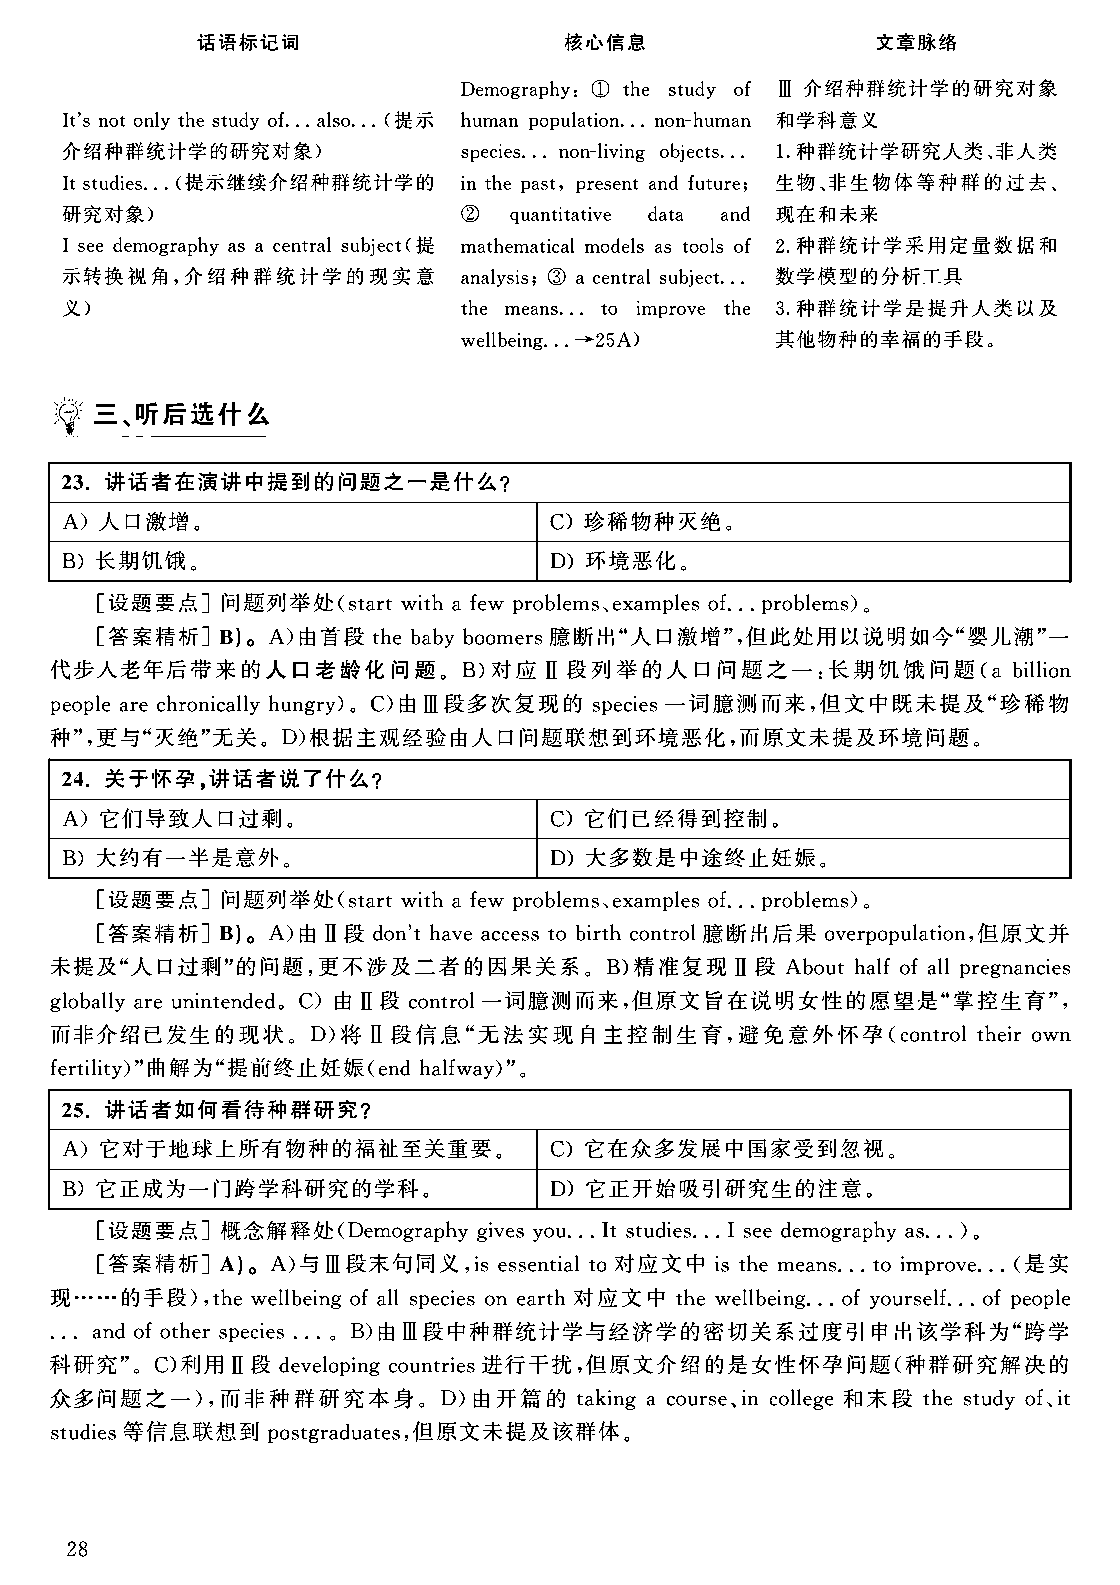 话语标记词
It's not only the study of...also...(提示
介绍种群统计学的研究对象)
It studies...(提示继续介绍种群统计学的
研究对象)
I see demography as a central subject(提
示转换视角,介绍种群统计学的现实意
义)
核心信息
Demography: ① the study of
human population... non-human
species... non-living objects...
in the past, present and future;
② quantitative data and
mathematical models as tools of
analysis; ③ a central subject...
the means... to improve the
wellbeing...→25A)
文章脉络
Ⅲ 介绍种群统计学的研究对象
和学科意义
1.种群统计学研究人类、非人类
生物、非生物体等种群的过去、
现在和未来
2.种群统计学采用定量数据和
数学模型的分析工具
3.种群统计学是提升人类以及
其他物种的幸福的手段。
三、听后选什么
23. 讲话者在演讲中提到的问题之一是什么?
A) 人口激增。
C) 珍稀物种灭绝。
B) 长期饥饿。
D) 环境恶化。
[设题要点] 问题列举处(start with a few problems、examples of...problems)。
[答案精析] B)。A)由首段 the baby boomers 臆断出“人口激增”,但此处用以说明如今“婴儿潮”一
代步入老年后带来的人口老龄化问题。B)对应Ⅱ段列举的人口问题之一:长期饥饿问题(a billion
people are chronically hungry)。C)由Ⅲ段多次复现的 species 一词臆测而来,但文中既未提及“珍稀物
种”,更与“灭绝”无关。D)根据主观经验由人口问题联想到环境恶化,而原文未提及环境问题。
24. 关于怀孕,讲话者说了什么?
A) 它们导致人口过剩。
C) 它们已经得到控制。
B) 大约有一半是意外。
D) 大多数是中途终止妊娠。
[设题要点] 问题列举处(start with a few problems、examples of...problems)。
[答案精析] B)。A)由Ⅱ段 don't have access to birth control 臆断出后果 overpopulation,但原文并
未提及“人口过剩”的问题,更不涉及二者的因果关系。B)精准复现Ⅱ段 About half of all pregnancies
globally are unintended。C) 由Ⅱ段 control 一词臆测而来,但原文旨在说明女性的愿望是“掌控生育”,
而非介绍已发生的现状。D)将Ⅱ段信息“无法实现自主控制生育,避免意外怀孕(control their own
fertility)”曲解为“提前终止妊娠(end halfway)”。
25. 讲话者如何看待种群研究?
A) 它对于地球上所有物种的福祉至关重要。
C) 它在众多发展中国家受到忽视。
B) 它正成为一门跨学科研究的学科。
D) 它正开始吸引研究生的注意。
[设题要点] 概念解释处(Demography gives you...It studies...I see demography as...)。
[答案精析] A)。A)与Ⅲ段末句同义,is essential to 对应文中 is the means...to improve...(是实
现……的手段),the wellbeing of all species on earth 对应文中 the wellbeing...of yourself...of people
... and of other species ...。B)由Ⅲ段中种群统计学与经济学的密切关系过度引申出该学科为“跨学
科研究”。C)利用Ⅱ段 developing countries 进行干扰,但原文介绍的是女性怀孕问题(种群研究解决的
众多问题之一),而非种群研究本身。D)由开篇的 taking a course、in college 和末段 the study of、it
studies 等信息联想到 postgraduates,但原文未提及该群体。
28